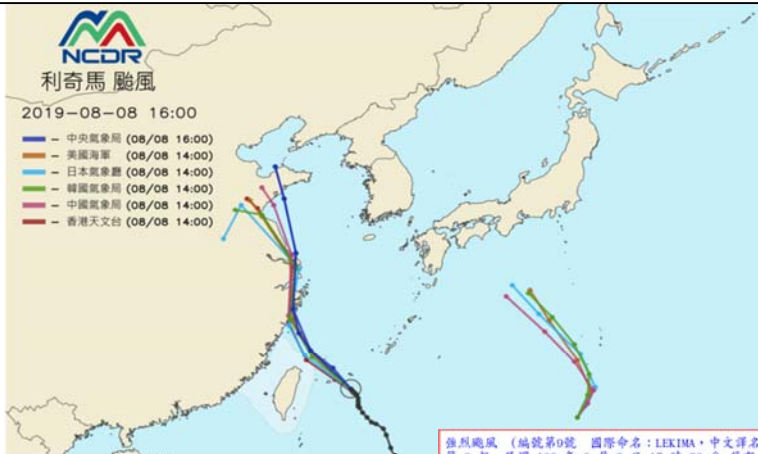 NCDR
利奇馬 颱風
2019-08-08 16:00
— 中央氣象局 (08/08 16:00)
— 美國海軍 (08/08 14:00)
— 日本氣象廳 (08/08 14:00)
— 韓國氣象局 (08/08 14:00)
— 中國氣象局 (08/08 14:00)
— 香港天文台 (08/08 14:00)
強烈颱風 (編號第9號 國際命名：LEKIMA，中文譯名